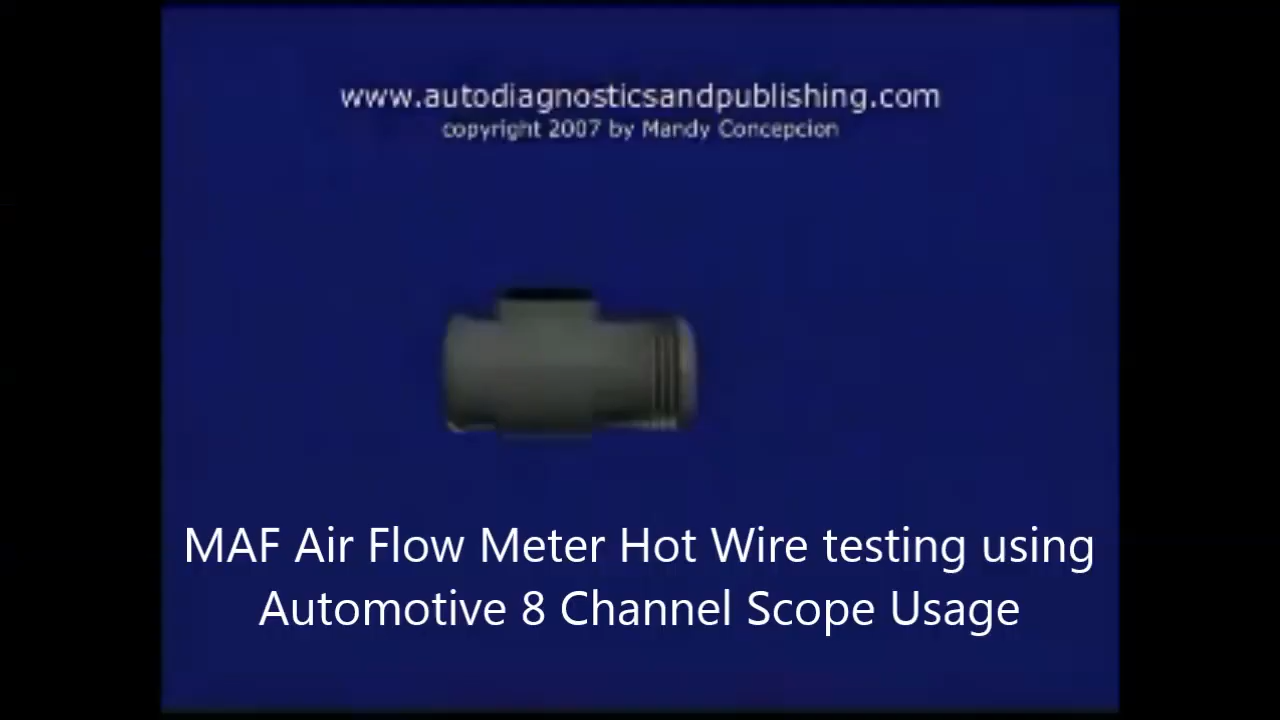 www.autodiagnosticsandpublishing.com
copyright 2007 by Mandy Concepcion
MAF Air Flow Meter Hot Wire testing using
Automotive 8 Channel Scope Usage